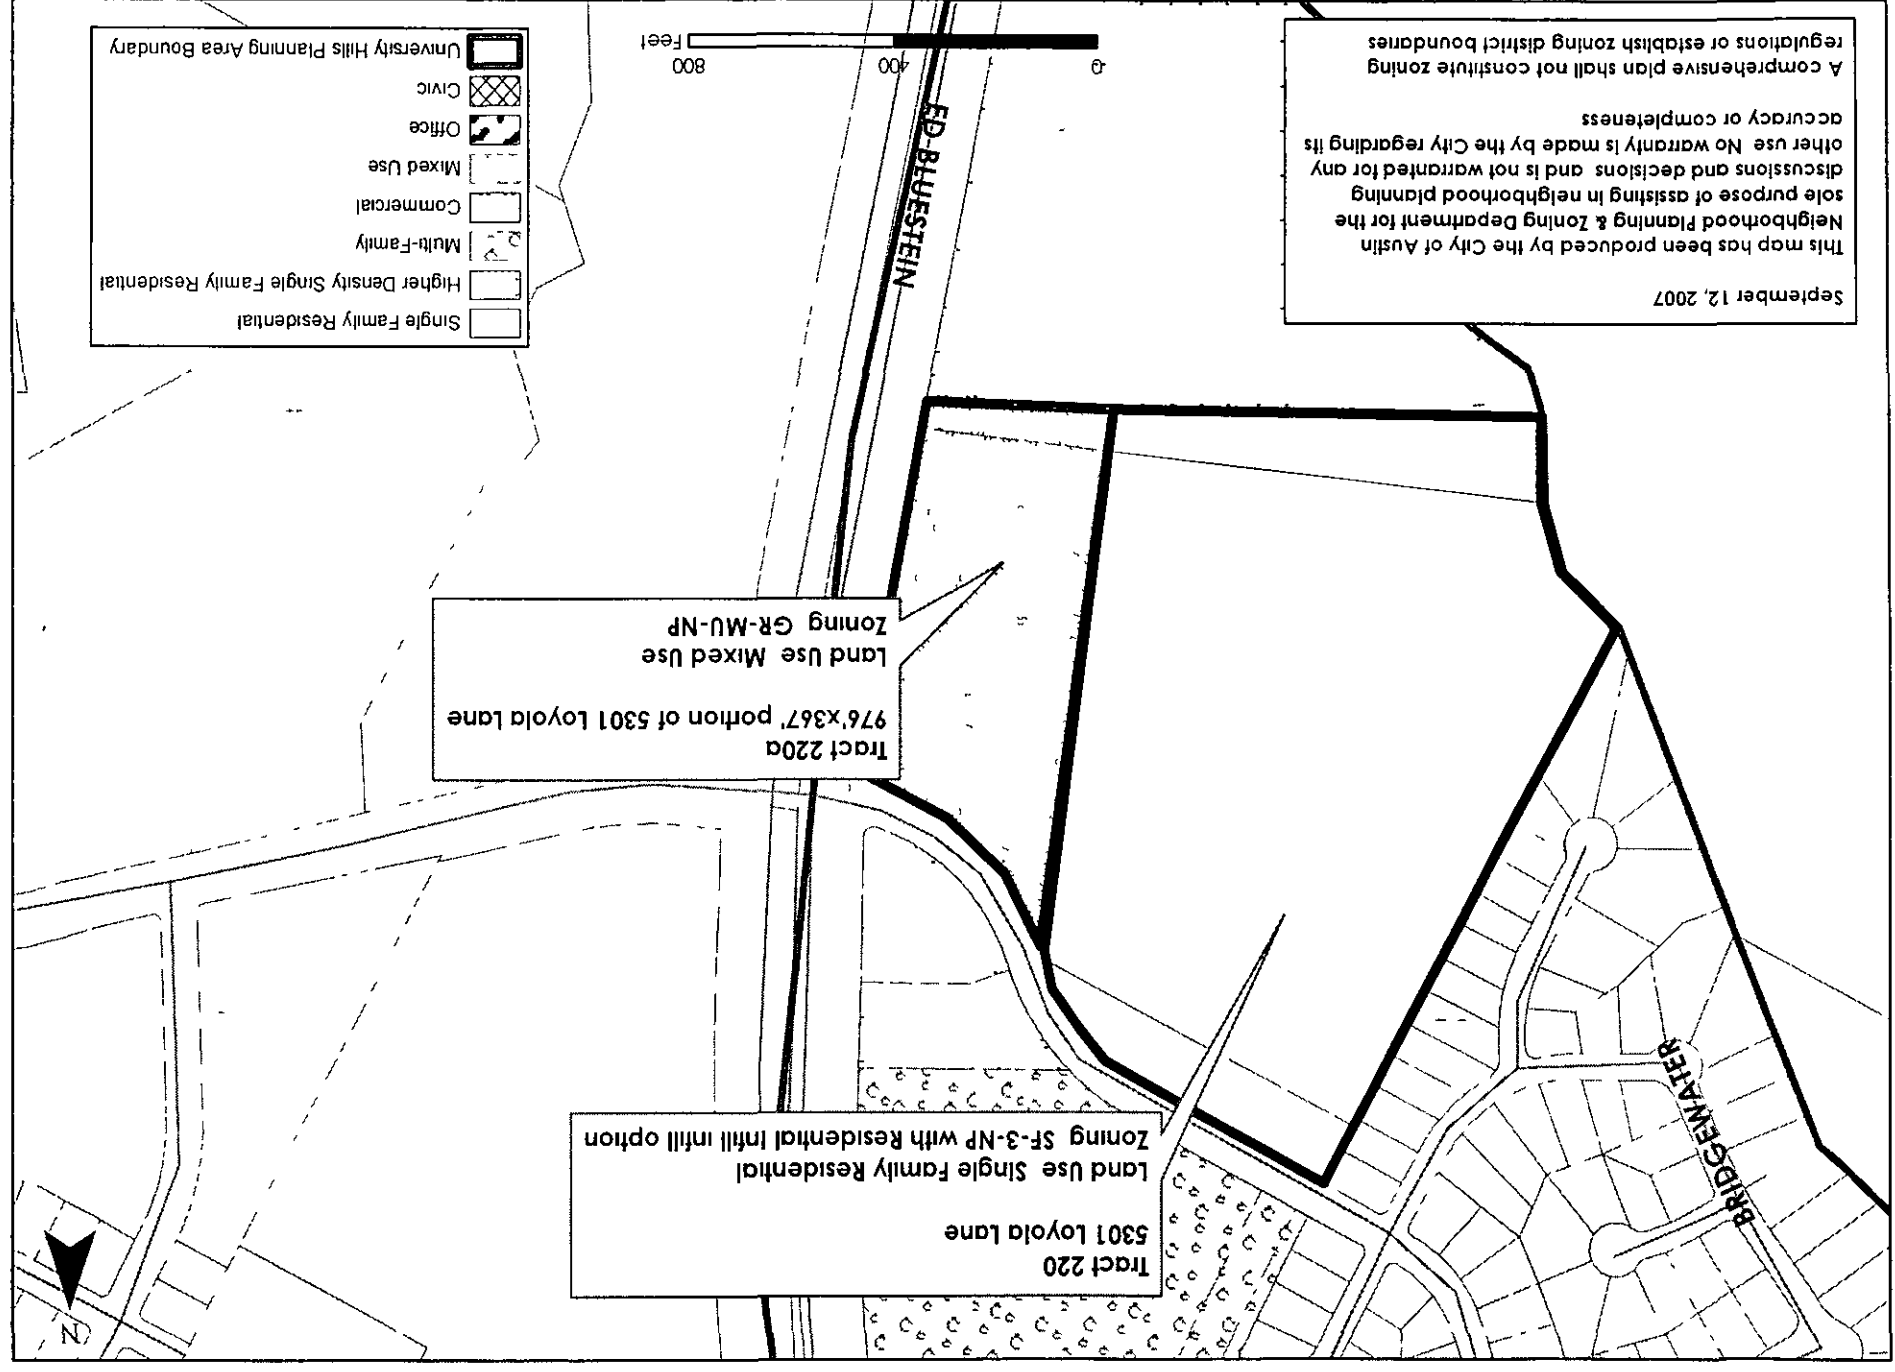 N
Tract 220
5301 Loyola Lane
Land Use Single Family Residential
Zoning SF-3-NP with Residential Infill infill option
BRIDGEWATER
Tract 220a
976'x367' portion of 5301 Loyola Lane
Land Use Mixed Use
Zoning GR-MU-NP
ED-BLUESTEIN
September 12, 2007
This map has been produced by the City of Austin
Neighborhood Planning & Zoning Department for the
sole purpose of assisting in neighborhood planning
discussions and decisions and is not warranted for any
other use No warranty is made by the City regarding its
accuracy or completeness
A comprehensive plan shall not constitute zoning
regulations or establish zoning district boundaries
0 400 800
Feet
Single Family Residential
Higher Density Single Family Residential
Multi-Family
Commercial
Mixed Use
Office
Civic
University Hills Planning Area Boundary